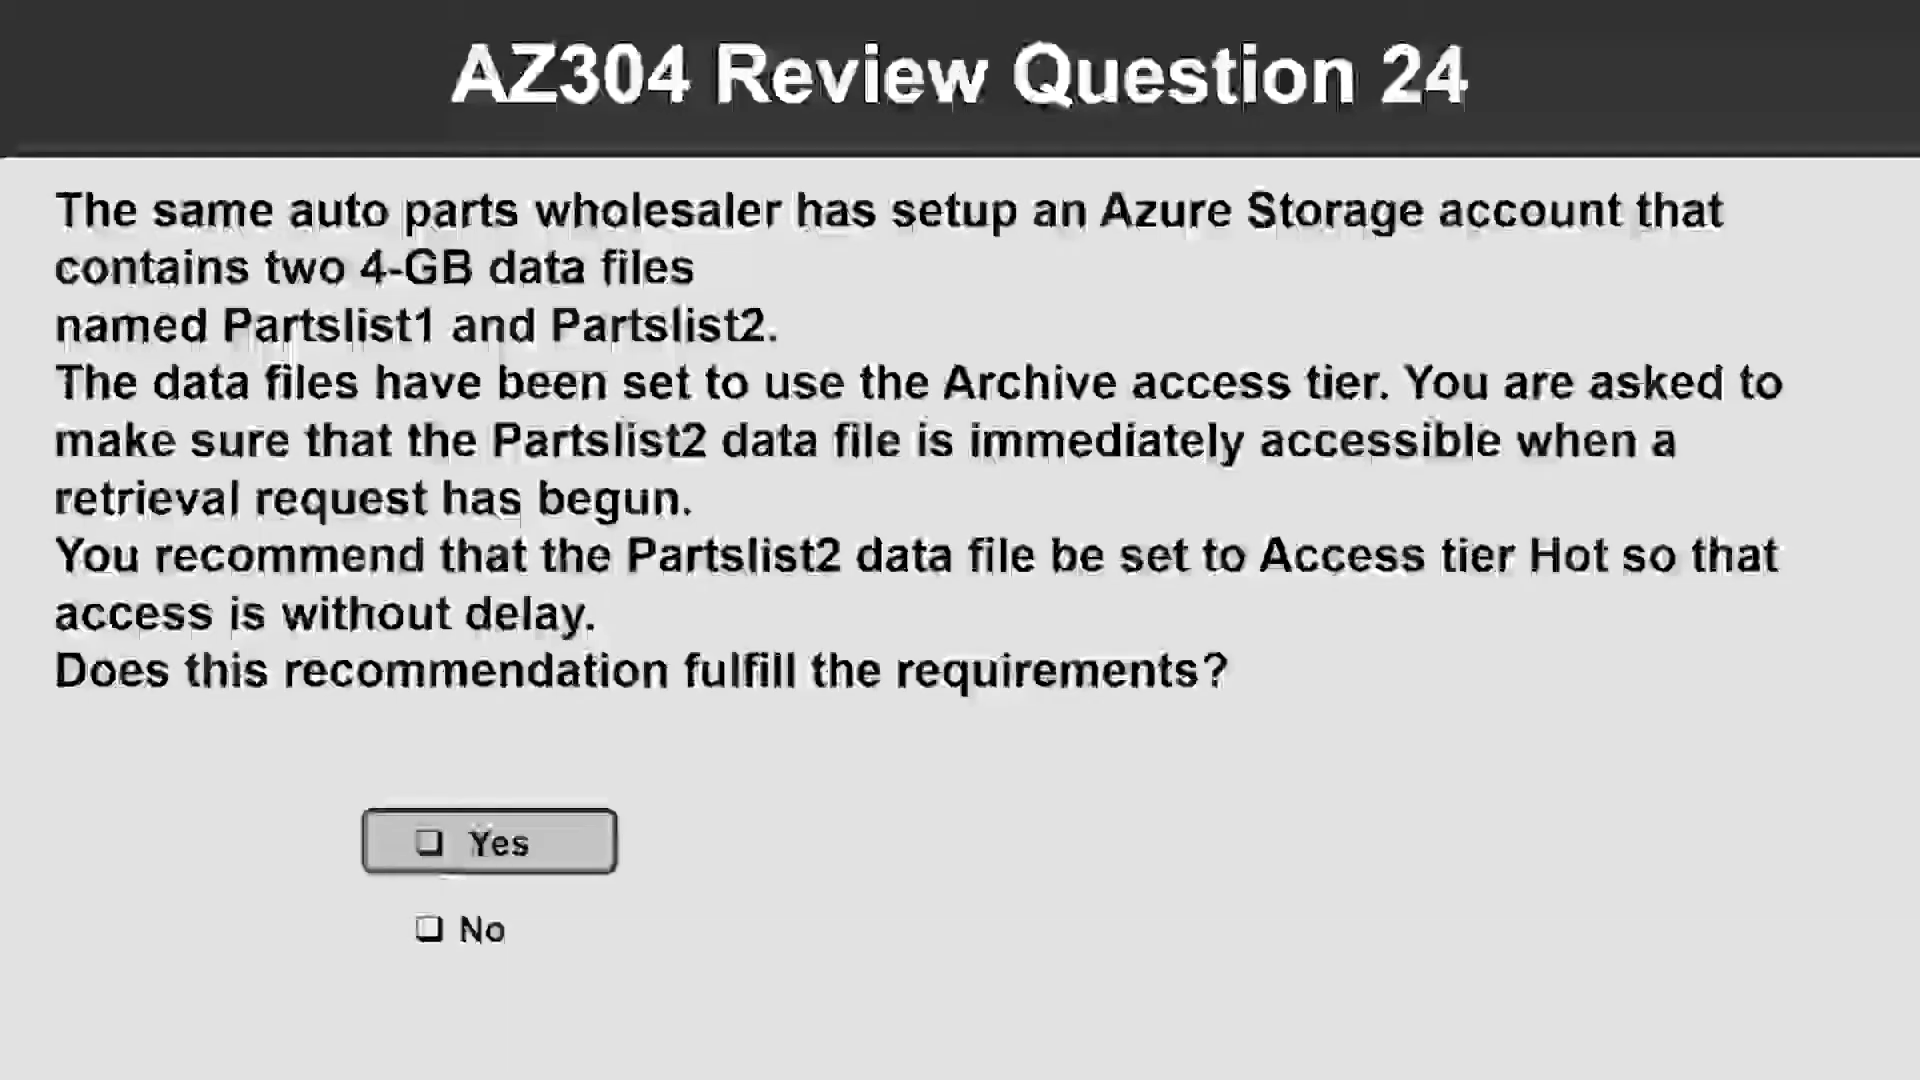 AZ304 Review Question 24
The same auto parts wholesaler has setup an Azure Storage account that
contains two 4-GB data files
named Partslist1 and Partslist2.
The data files have been set to use the Archive access tier. You are asked to
make sure that the Partslist2 data file is immediately accessible when a
retrieval request has begun.
You recommend that the Partslist2 data file be set to Access tier Hot so that
access is without delay.
Does this recommendation fulfill the requirements?
❑ Yes
❑ No